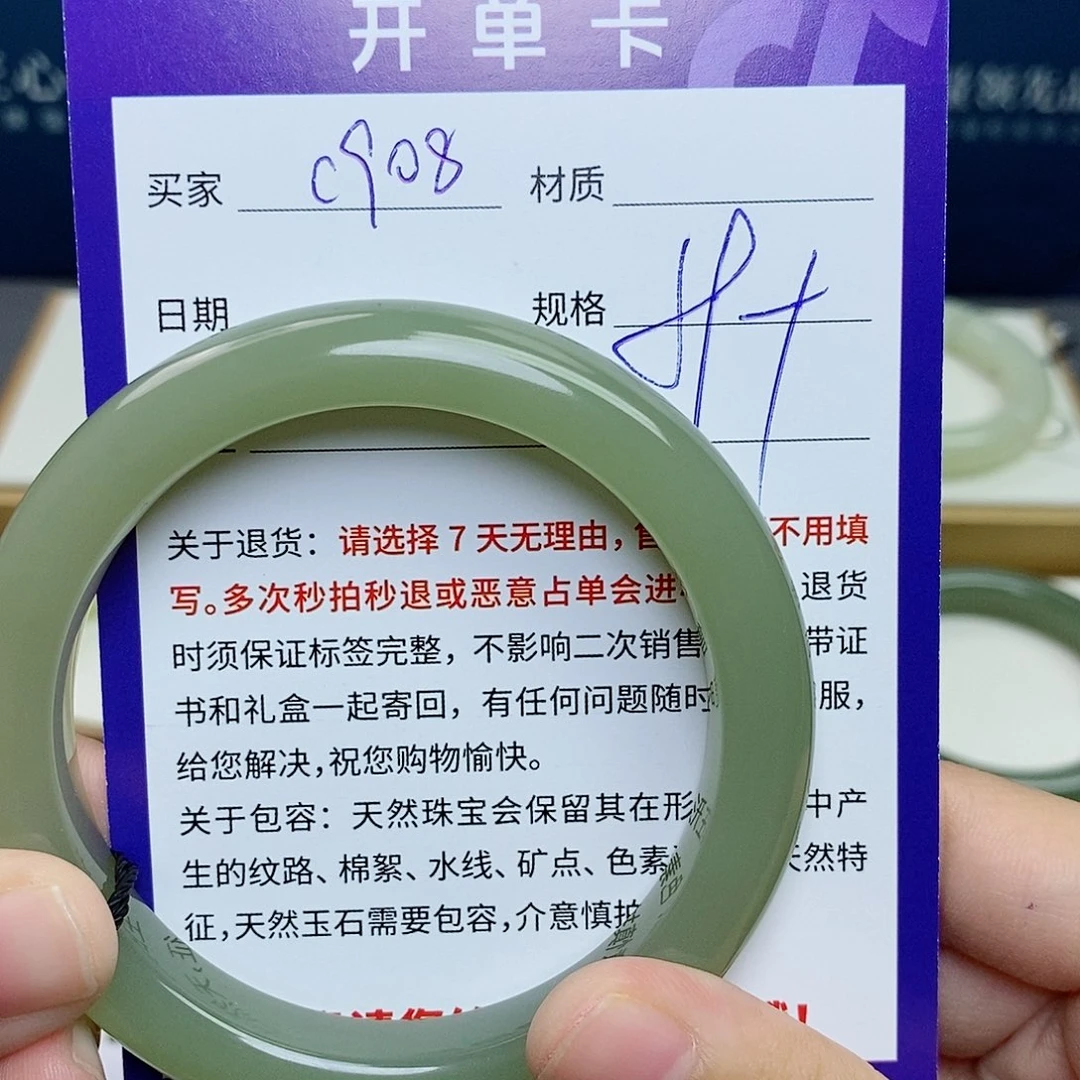 开单卡
买家 c908 材质
日期 规格
关于退货：请选择 7 天无理由，售 不用填
写。多次秒拍秒退或恶意占单会进 退货
时须保证标签完整，不影响二次销售 带证
书和礼盒一起寄回，有任何问题随时 服，
给您解决，祝您购物愉快。
关于包容：天然珠宝会保留其在形 中产
生的纹路、棉絮、水线、矿点、色素 天然特
征，天然玉石需要包容，介意慎拍